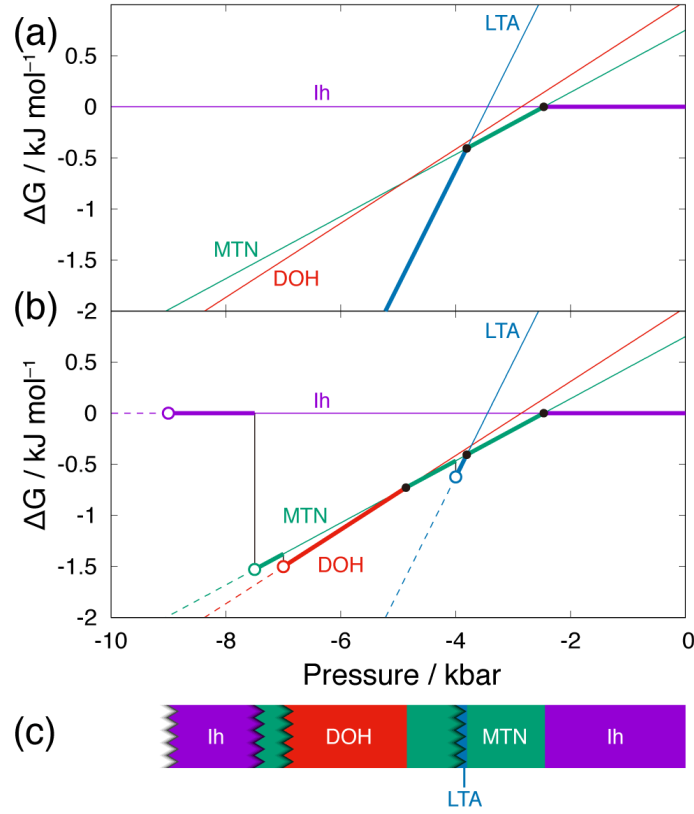 (a)
ΔG / kJ mol⁻¹
0.5
0
-0.5
-1
-1.5
-2
LTA
Ih
MTN
DOH
(b)
ΔG / kJ mol⁻¹
0.5
0
-0.5
-1
-1.5
-2
LTA
Ih
MTN
DOH
-10 -8 -6 -4 -2 0
Pressure / kbar
(c)
Ih DOH MTN Ih
LTA